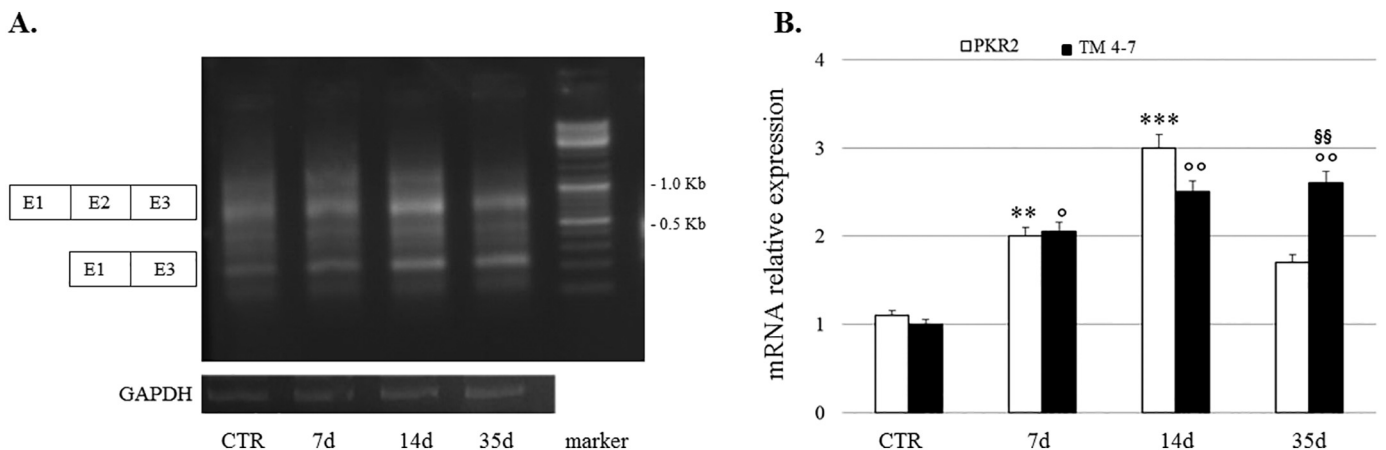 A.
E1 E2 E3
E1 E3
- 1.0 Kb
- 0.5 Kb
GAPDH
CTR 7d 14d 35d marker
B.
PKR2 TM 4-7
mRNA relative expression
4
3
2
1
0
** °
*** °°
§§
°°
CTR 7d 14d 35d